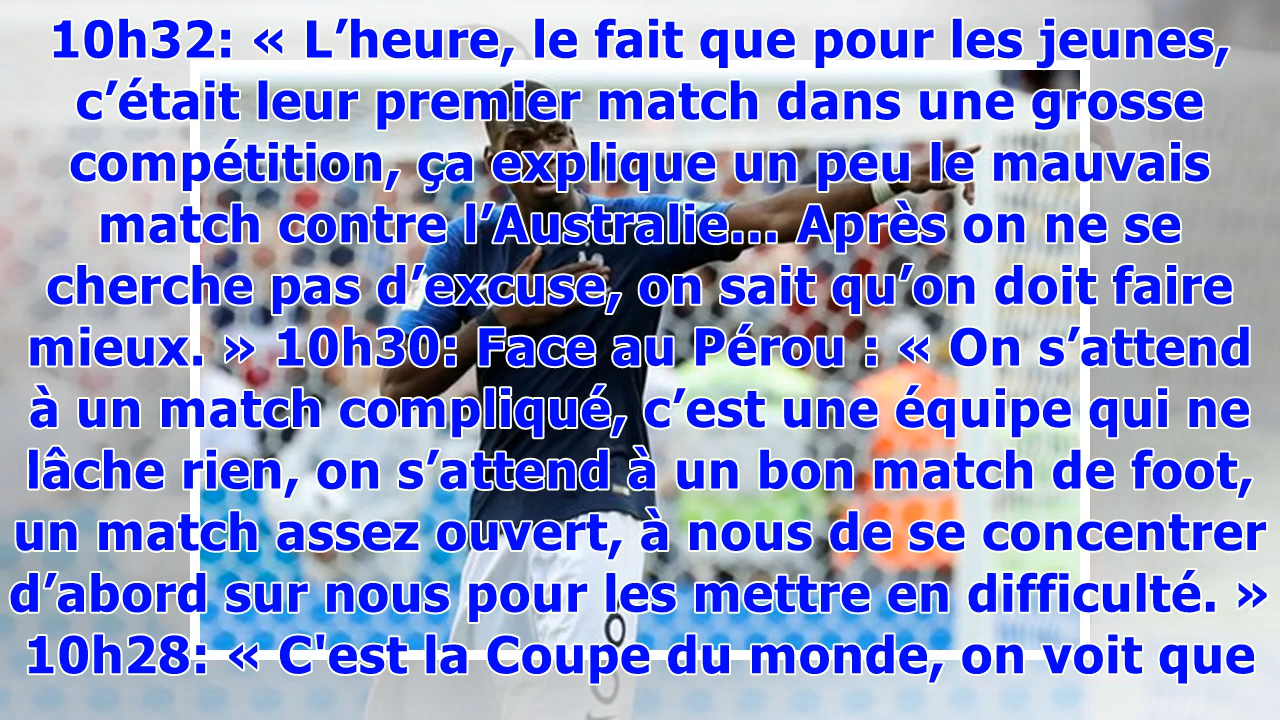 10h32: « L’heure, le fait que pour les jeunes,
c’était leur premier match dans une grosse
compétition, ça explique un peu le mauvais
match contre l’Australie... Après on ne se
cherche pas d’excuse, on sait qu’on doit faire
mieux. » 10h30: Face au Pérou : « On s’attend
à un match compliqué, c’est une équipe qui ne
lâche rien, on s’attend à un bon match de foot,
un match assez ouvert, à nous de se concentrer
d’abord sur nous pour les mettre en difficulté. »
10h28: « C'est la Coupe du monde, on voit que